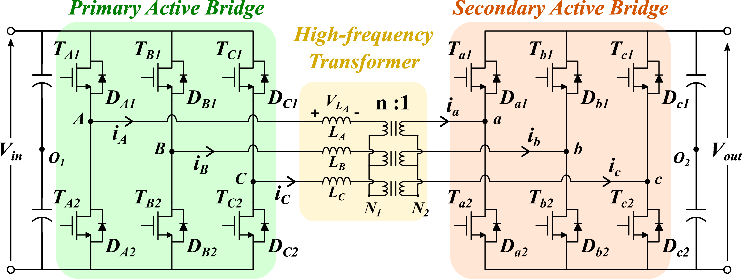 Primary Active Bridge
High-frequency
Transformer
Secondary Active Bridge
T_A1 T_B1 T_C1
D_A1 D_B1 D_C1
V_LA
+ -
n :1
T_a1 T_b1 T_c1
D_a1 D_b1 D_c1
A i_A L_A i_a a
V_in O_1 B i_B L_B i_b b O_2 V_out
C i_C L_C i_c c
N_1 N_2
T_A2 T_B2 T_C2
D_A2 D_B2 D_C2
T_a2 T_b2 T_c2
D_a2 D_b2 D_c2